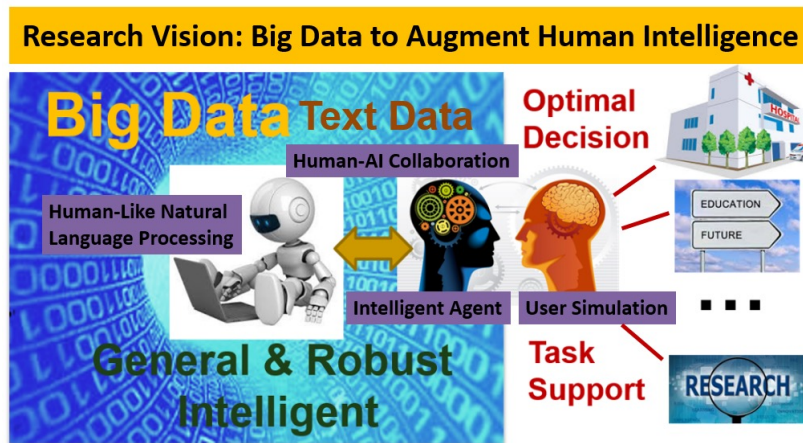 Research Vision: Big Data to Augment Human Intelligence
Big Data
Text Data
Optimal
Decision
HOSPITAL
Human-AI Collaboration
Human-Like Natural
Language Processing
EDUCATION
FUTURE
Intelligent Agent
User Simulation
...
General & Robust
Intelligent
Task
Support
RESEARCH